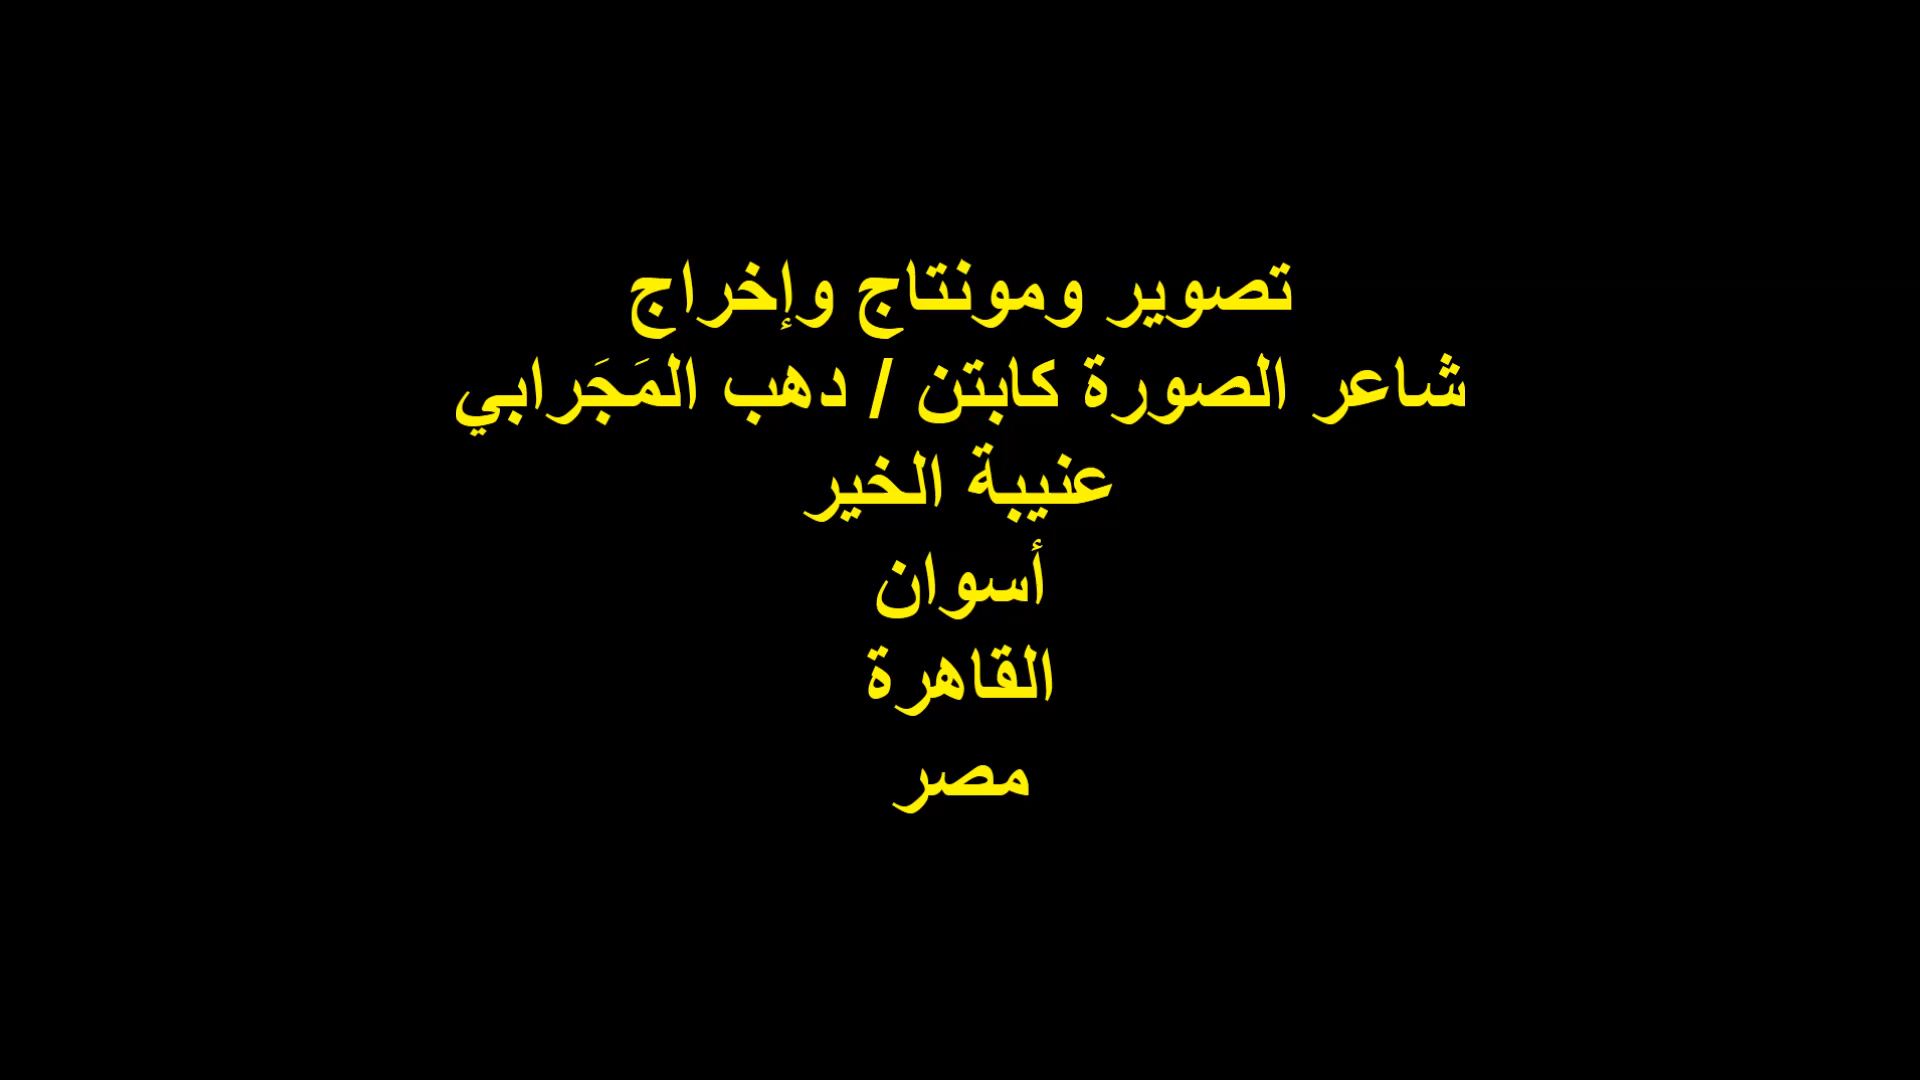 تصوير ومونتاج وإخراج
شاعر الصورة كابتن / دهب المَجَرابي
عنيبة الخير
أسوان
القاهرة
مصر